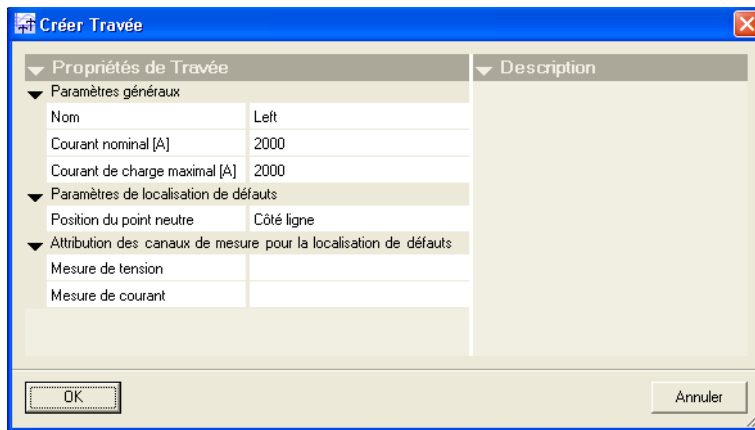 Créer Travée
Propriétés de Travée
Description
Paramètres généraux
Nom Left
Courant nominal [A] 2000
Courant de charge maximal [A] 2000
Paramètres de localisation de défauts
Position du point neutre Côté ligne
Attribution des canaux de mesure pour la localisation de défauts
Mesure de tension
Mesure de courant
OK
Annuler